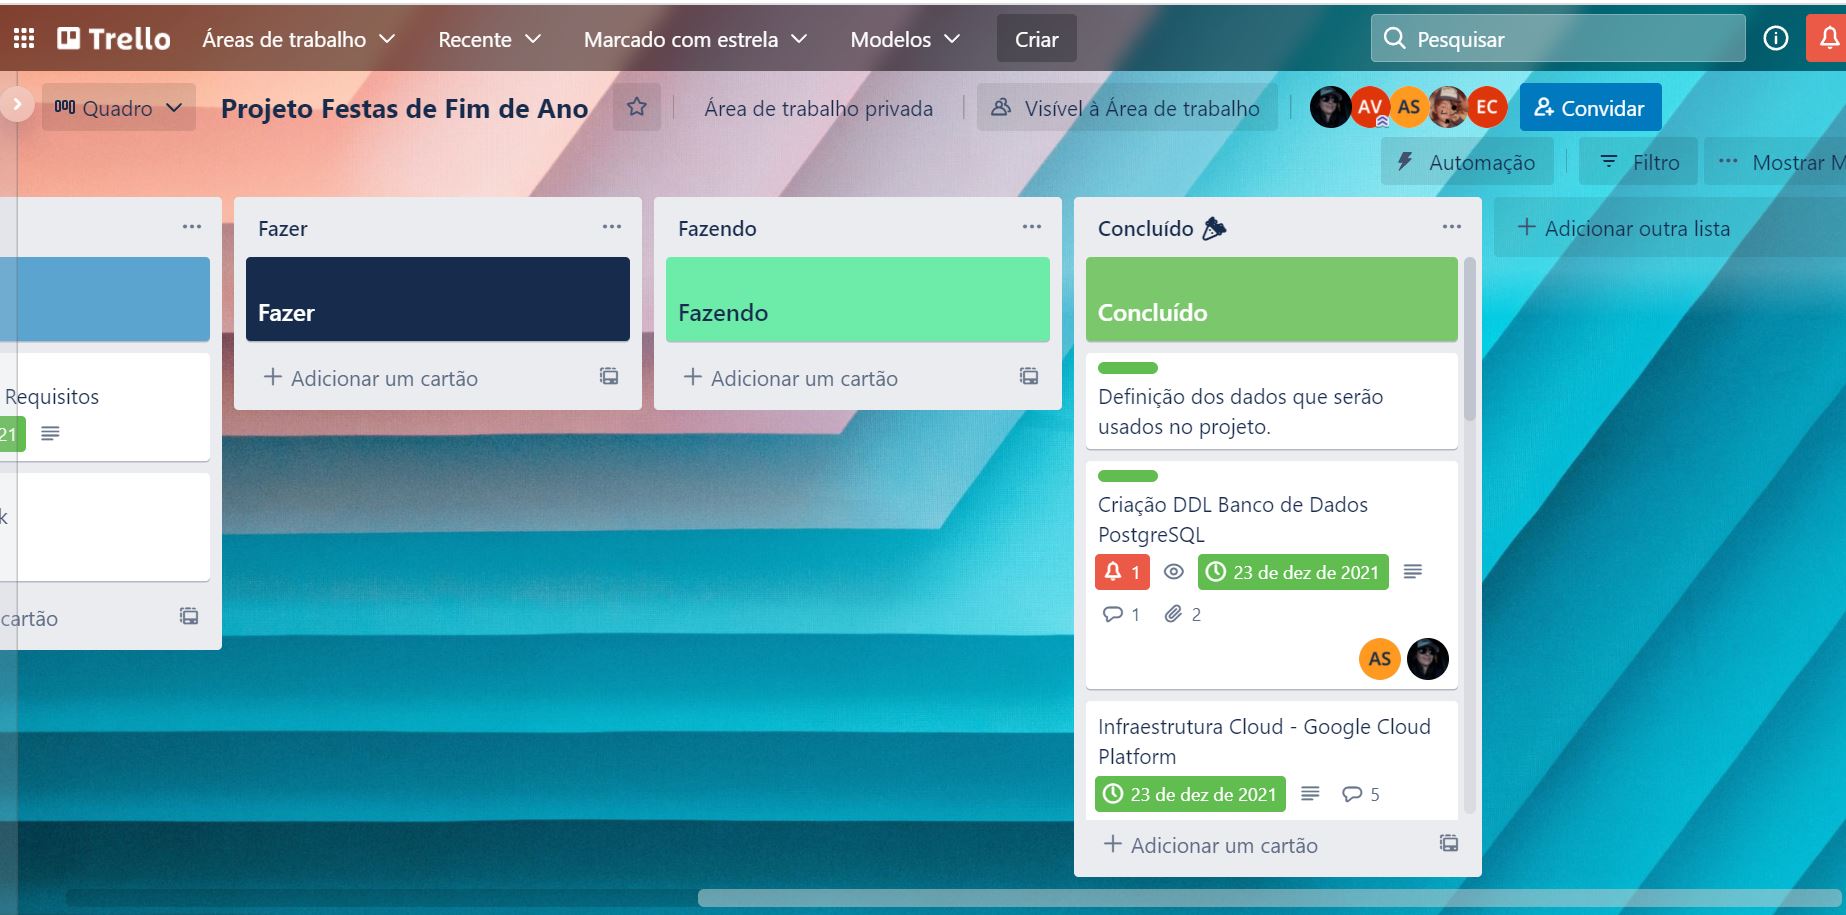 Trello
Áreas de trabalho
Recente
Marcado com estrela
Modelos
Criar
Pesquisar
Quadro
Projeto Festas de Fim de Ano
Área de trabalho privada
Visível à Área de trabalho
AV
AS
EC
Convidar
Automação
Filtro
Mostrar M
Requisitos
21
k
cartão
Fazer
Fazer
Adicionar um cartão
Fazendo
Fazendo
Adicionar um cartão
Concluído
Concluído
Definição dos dados que serão
usados no projeto.
Criação DDL Banco de Dados
PostgreSQL
1
23 de dez de 2021
1
2
AS
Infraestrutura Cloud - Google Cloud
Platform
23 de dez de 2021
5
Adicionar um cartão
Adicionar outra lista